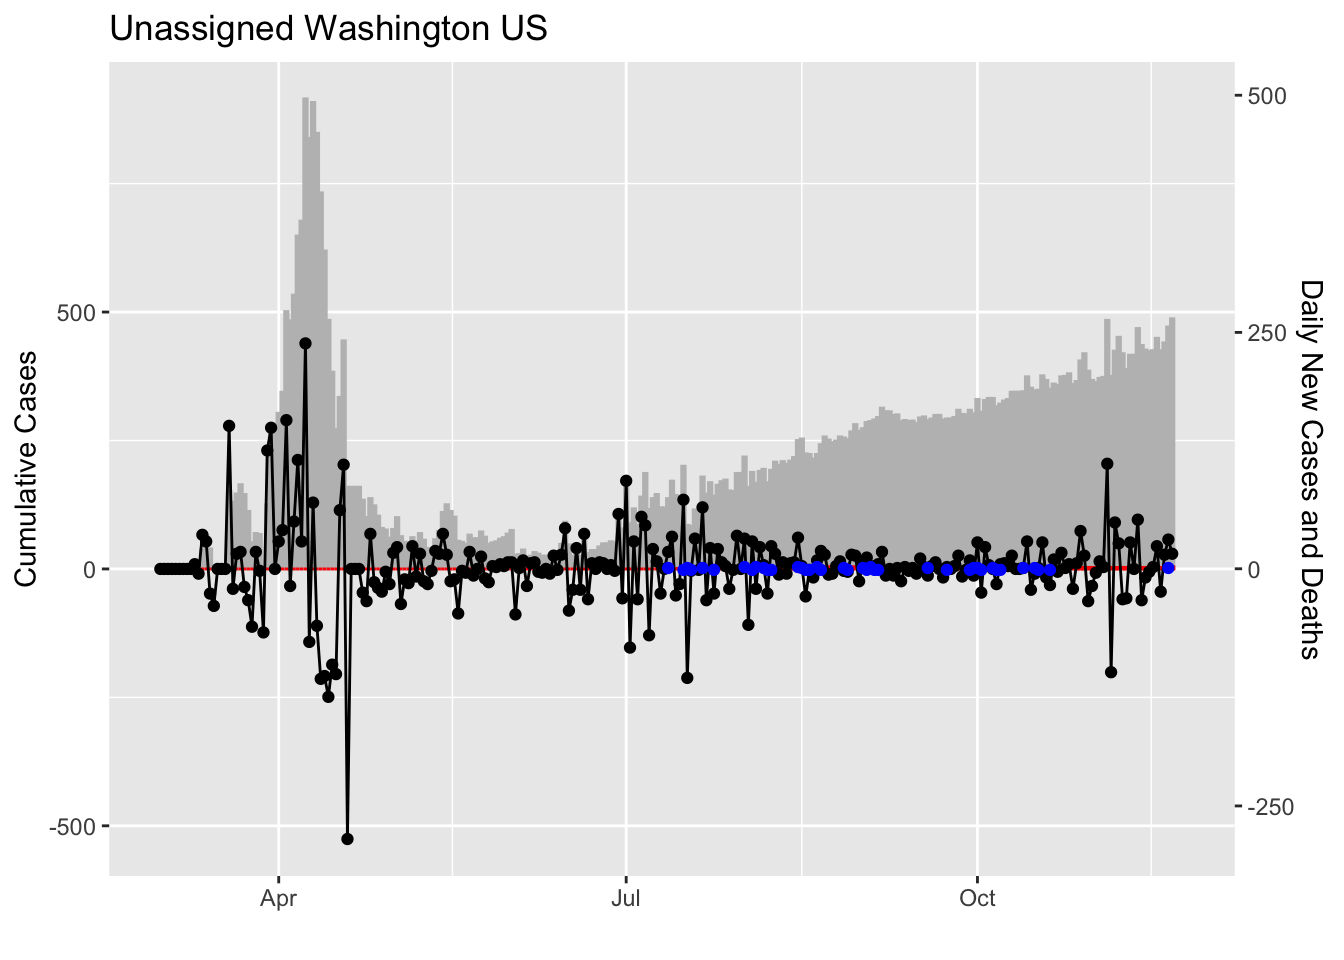 Unassigned Washington US
500
0
-500
Cumulative Cases
500
250
0
-250
Daily New Cases and Deaths
Apr
Jul
Oct